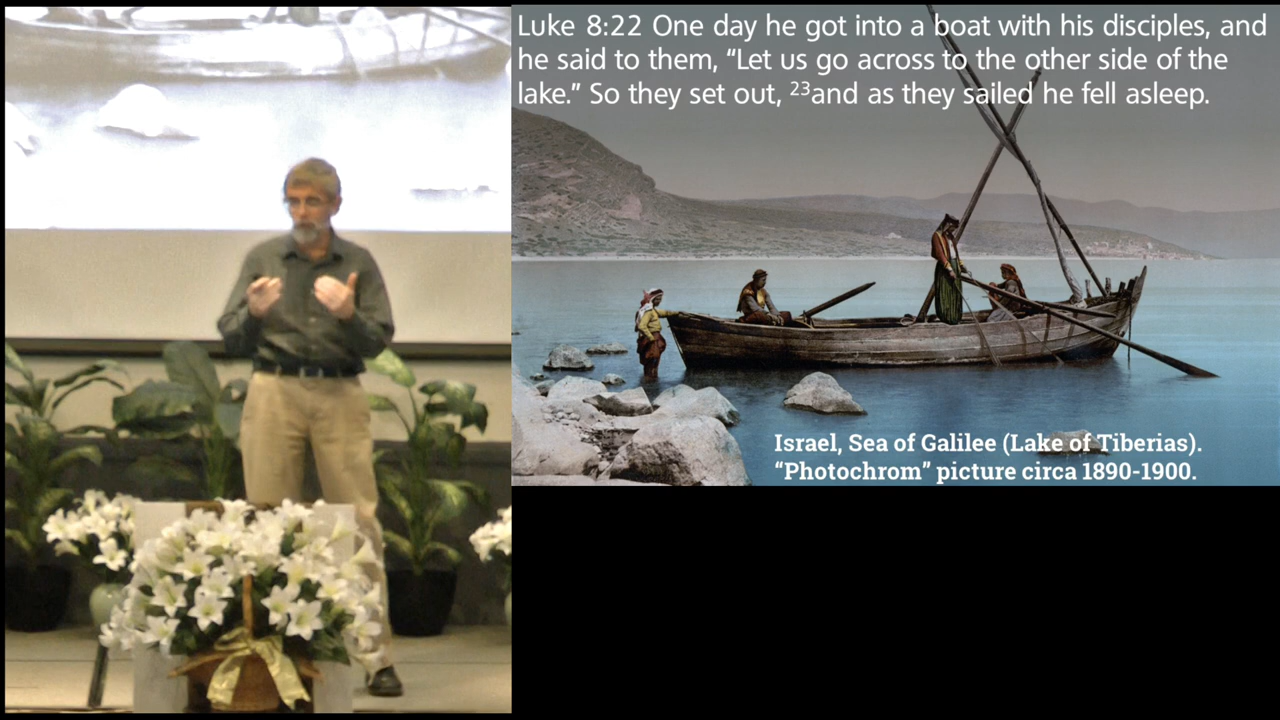 Luke 8:22 One day he got into a boat with his disciples, and
he said to them, “Let us go across to the other side of the
lake.” So they set out, ²³and as they sailed he fell asleep.
Israel, Sea of Galilee (Lake of Tiberias).
“Photochrom” picture circa 1890-1900.